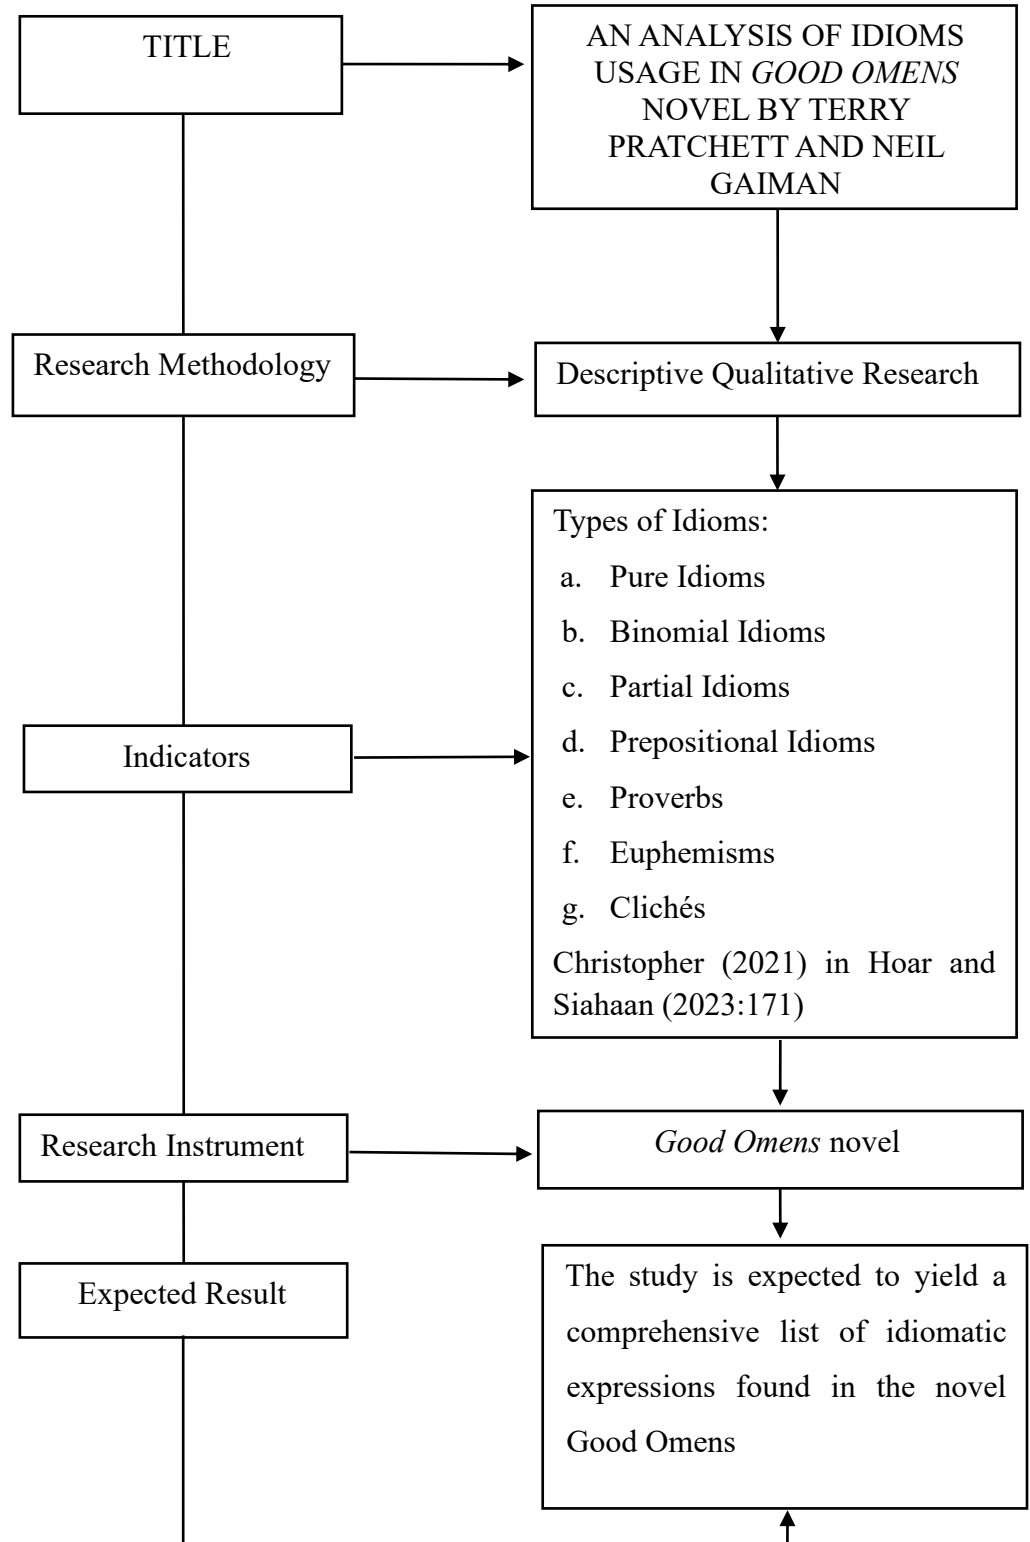 TITLE
AN ANALYSIS OF IDIOMS
USAGE IN GOOD OMENS
NOVEL BY TERRY
PRATCHETT AND NEIL
GAIMAN
Research Methodology
Descriptive Qualitative Research
Types of Idioms:
a. Pure Idioms
b. Binomial Idioms
c. Partial Idioms
d. Prepositional Idioms
e. Proverbs
f. Euphemisms
g. Clichés
Christopher (2021) in Hoar and
Siahaan (2023:171)
Indicators
Research Instrument
Good Omens novel
Expected Result
The study is expected to yield a
comprehensive list of idiomatic
expressions found in the novel
Good Omens